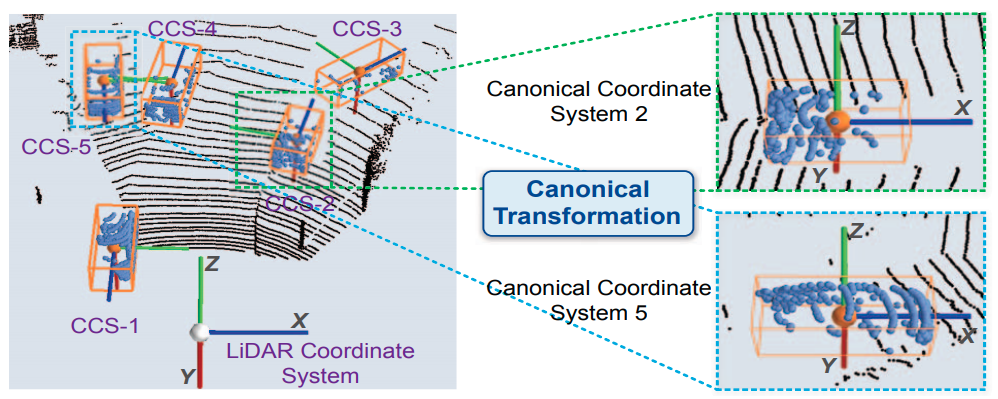 CCS-4
CCS-3
CCS-5
CCS-2
CCS-1
Z
X
Y
LiDAR Coordinate
System
Canonical Coordinate
System 2
Canonical
Transformation
Canonical Coordinate
System 5
Z
X
Y
Z
X
Y